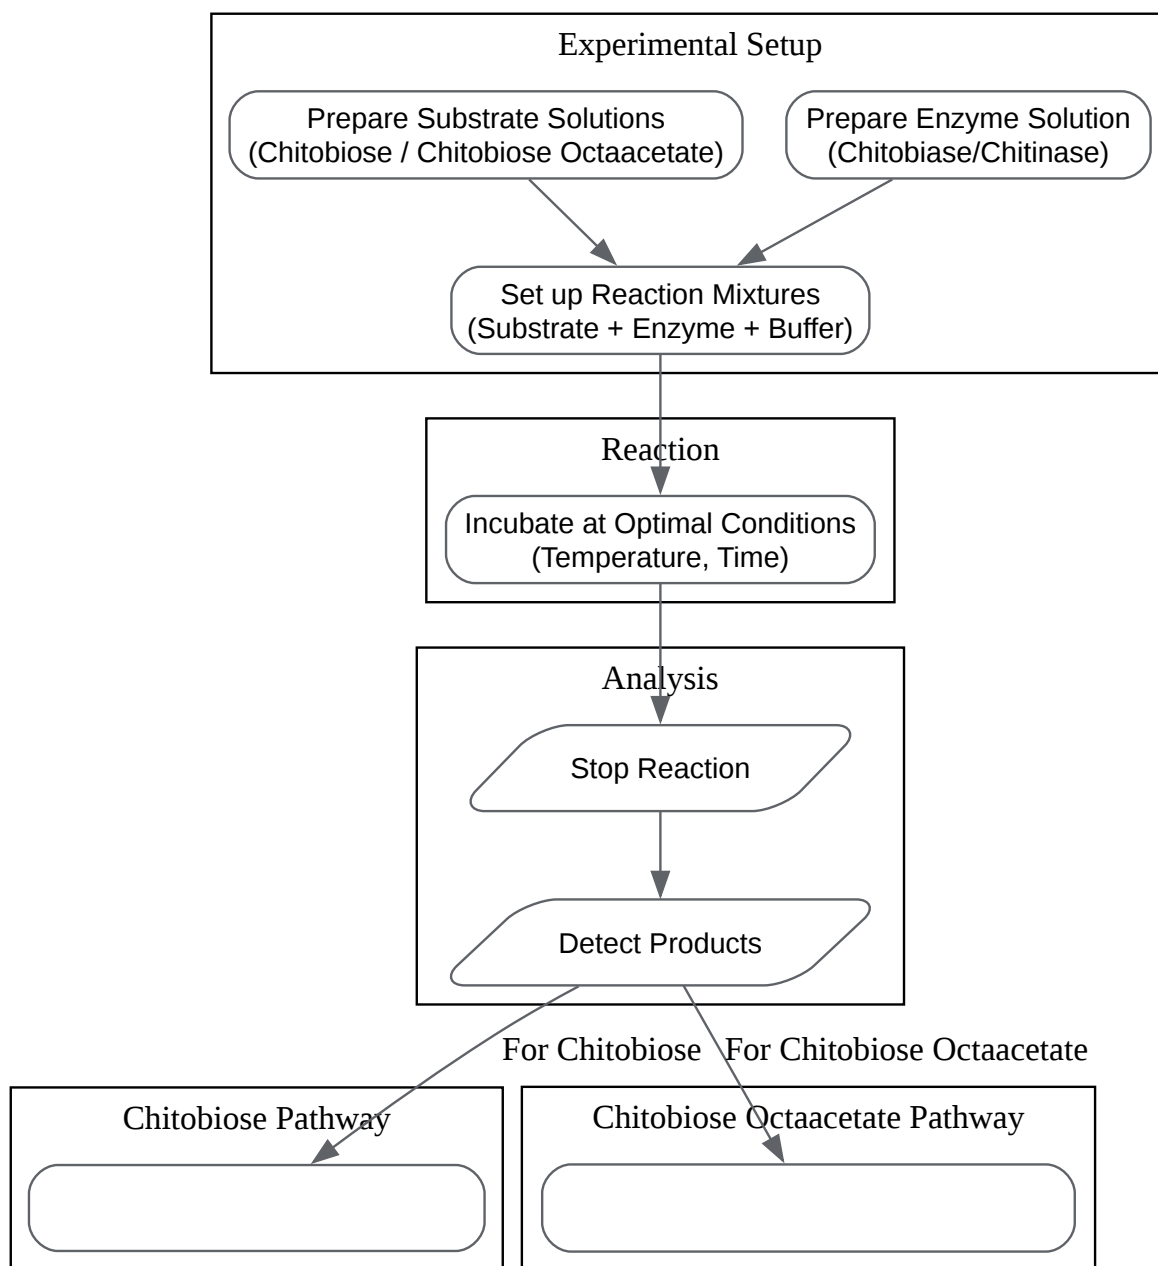 Experimental Setup
Prepare Substrate Solutions
(Chitobiose / Chitobiose Octaacetate)
Prepare Enzyme Solution
(Chitobiase/Chitinase)
Set up Reaction Mixtures
(Substrate + Enzyme + Buffer)
Reaction
Incubate at Optimal Conditions
(Temperature, Time)
Analysis
Stop Reaction
Detect Products
For Chitobiose
For Chitobiose Octaacetate
Chitobiose Pathway
Chitobiose Octaacetate Pathway